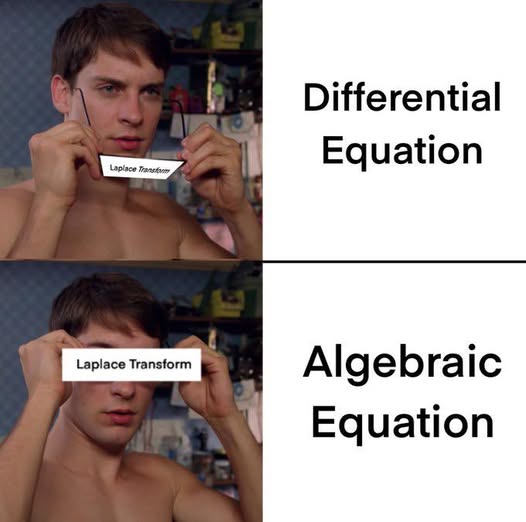 Laplace Transform
Differential
Equation
Laplace Transform
Algebraic
Equation